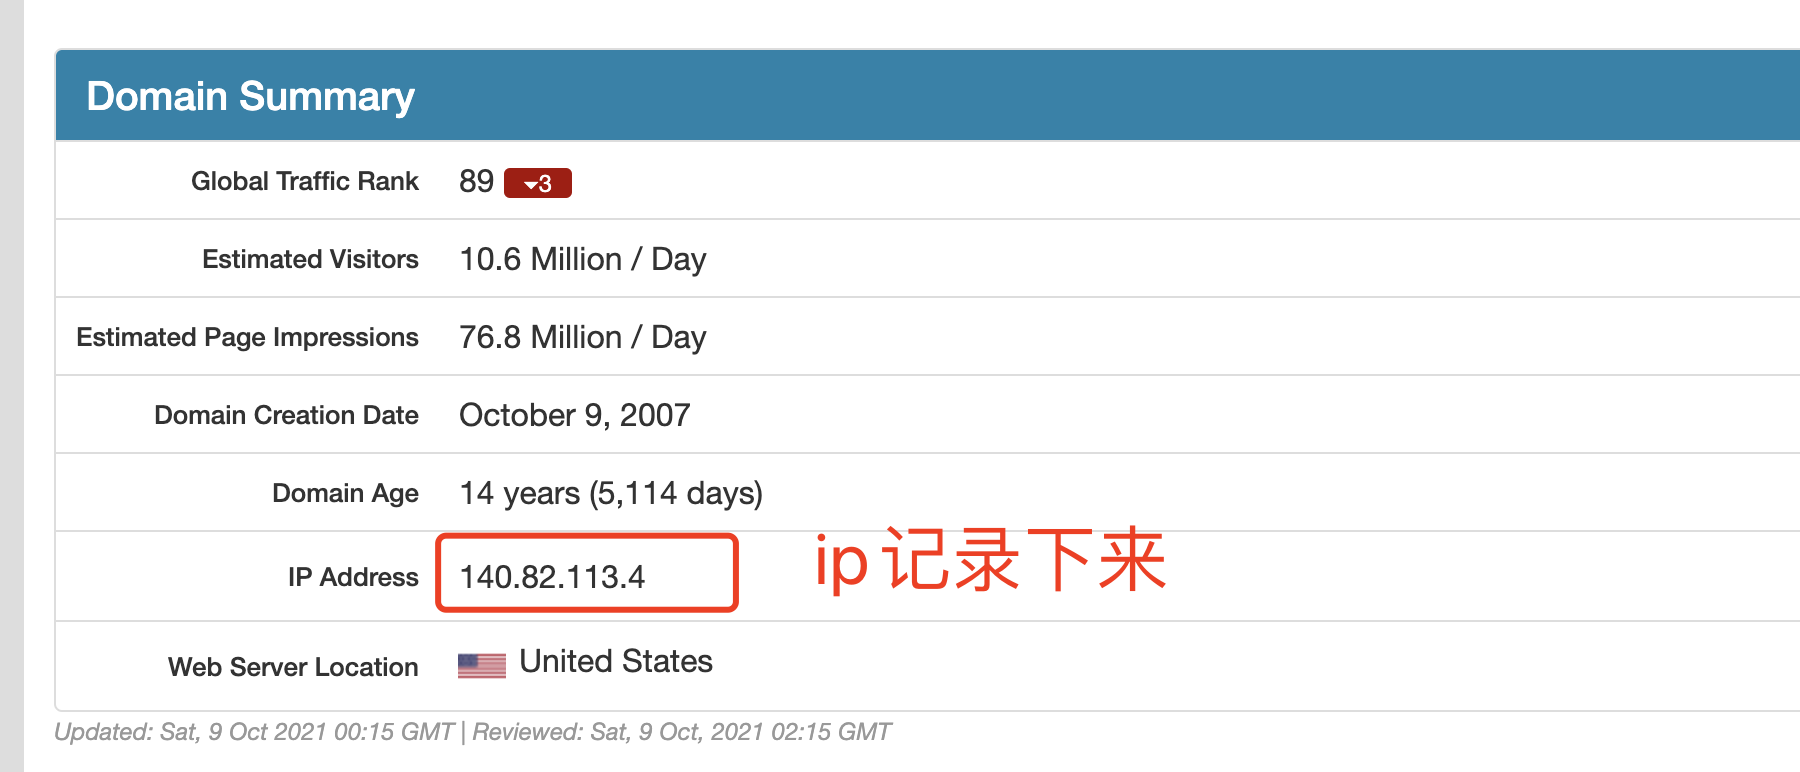 Domain Summary
Global Traffic Rank 89 3
Estimated Visitors 10.6 Million / Day
Estimated Page Impressions 76.8 Million / Day
Domain Creation Date October 9, 2007
Domain Age 14 years (5,114 days)
IP Address 140.82.113.4 ip记录下来
Web Server Location United States
Updated: Sat, 9 Oct 2021 00:15 GMT | Reviewed: Sat, 9 Oct, 2021 02:15 GMT